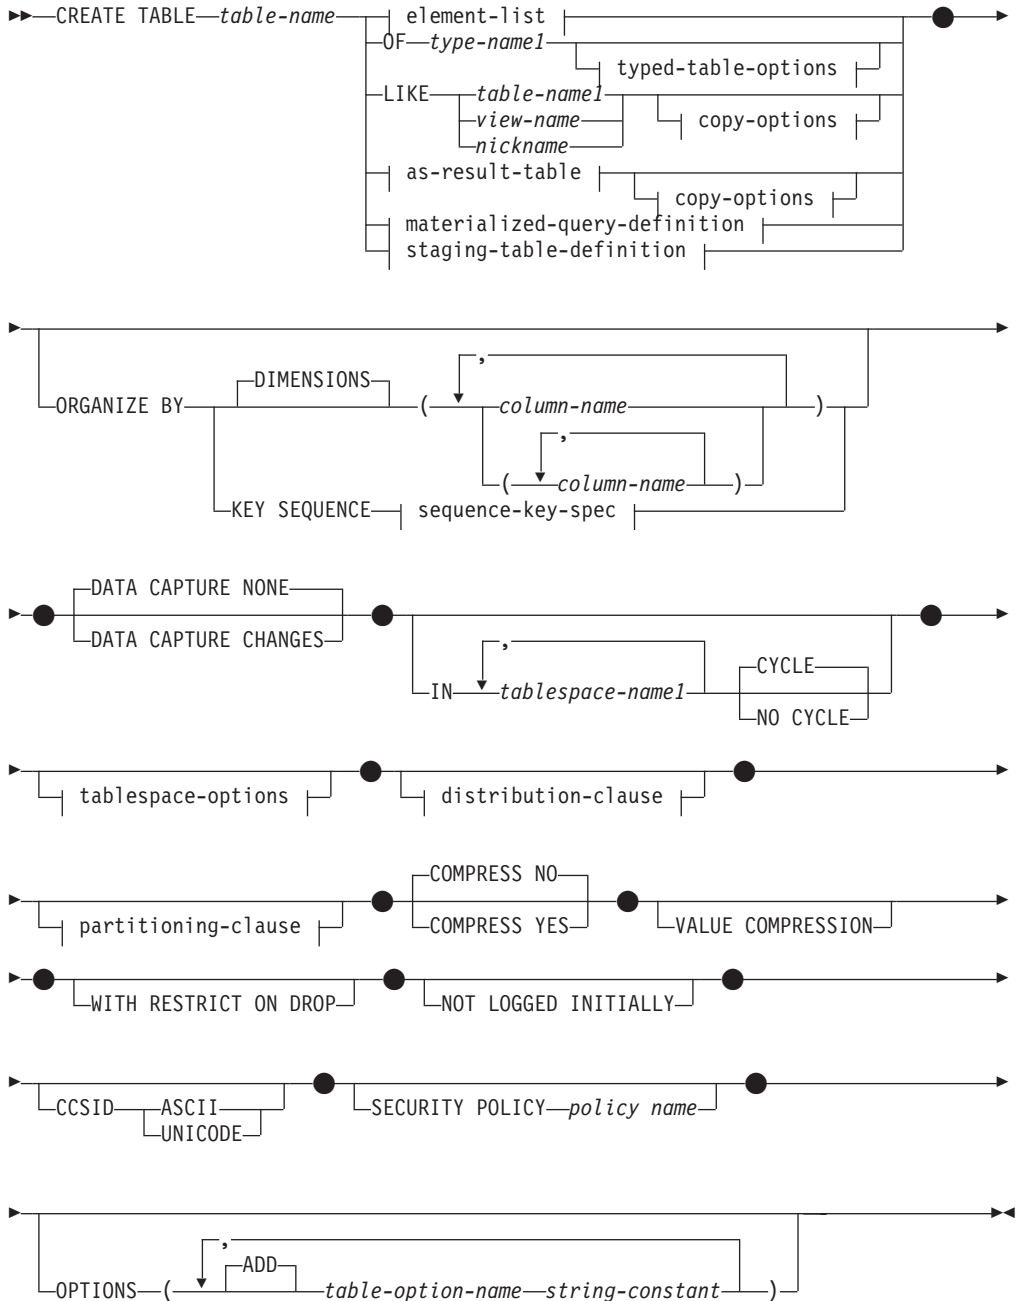 CREATE TABLE table-name element-list
OF type-name1
typed-table-options
LIKE table-name1
view-name copy-options
nickname
as-result-table
copy-options
materialized-query-definition
staging-table-definition
,
DIMENSIONS
ORGANIZE BY ( column-name )
,
( column-name )
KEY SEQUENCE sequence-key-spec
DATA CAPTURE NONE
DATA CAPTURE CHANGES
,
CYCLE
IN tablespace-name1
NO CYCLE
tablespace-options distribution-clause
COMPRESS NO
partitioning-clause COMPRESS YES VALUE COMPRESSION
WITH RESTRICT ON DROP NOT LOGGED INITIALLY
CCSID ASCII SECURITY POLICY policy name
UNICODE
,
ADD
OPTIONS ( table-option-name string-constant )